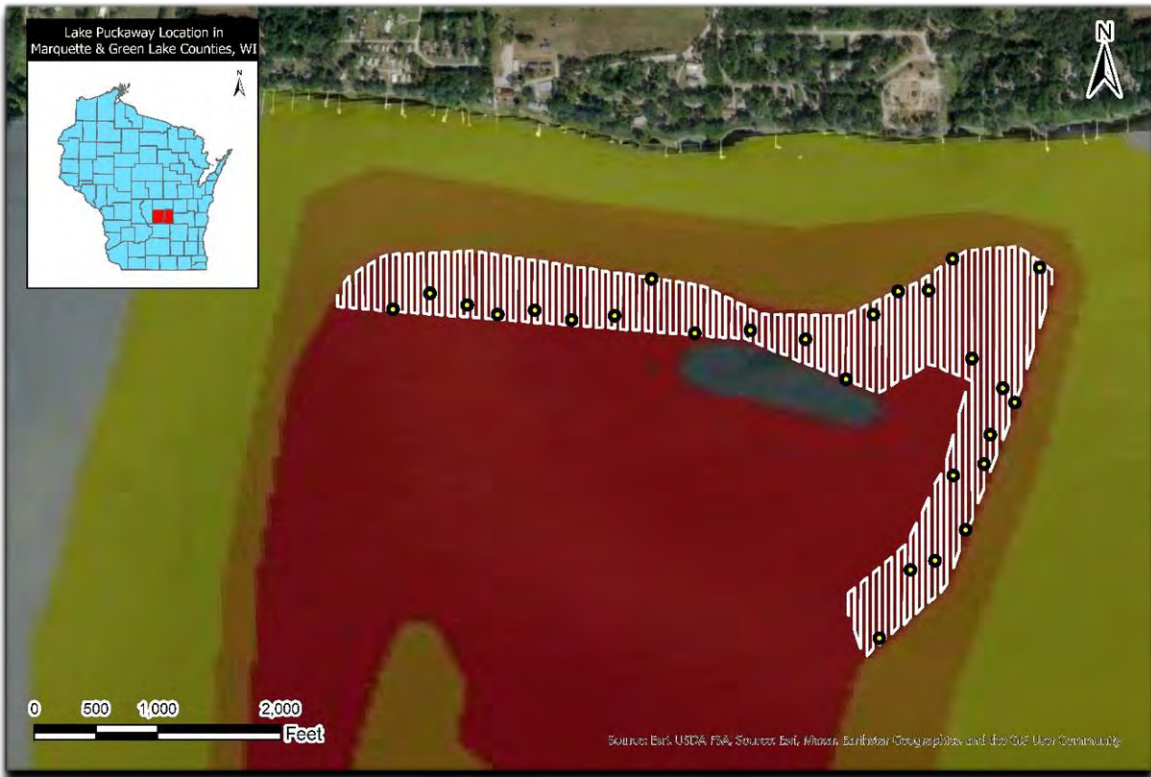 Lake Puckaway Location in
Marquette & Green Lake Counties, WI
N
N
0 500 1,000 2,000
Feet
Source: Esri, USDA FSA, Source: Esri, Maxar, Earthstar Geographics, and the GIS User Community